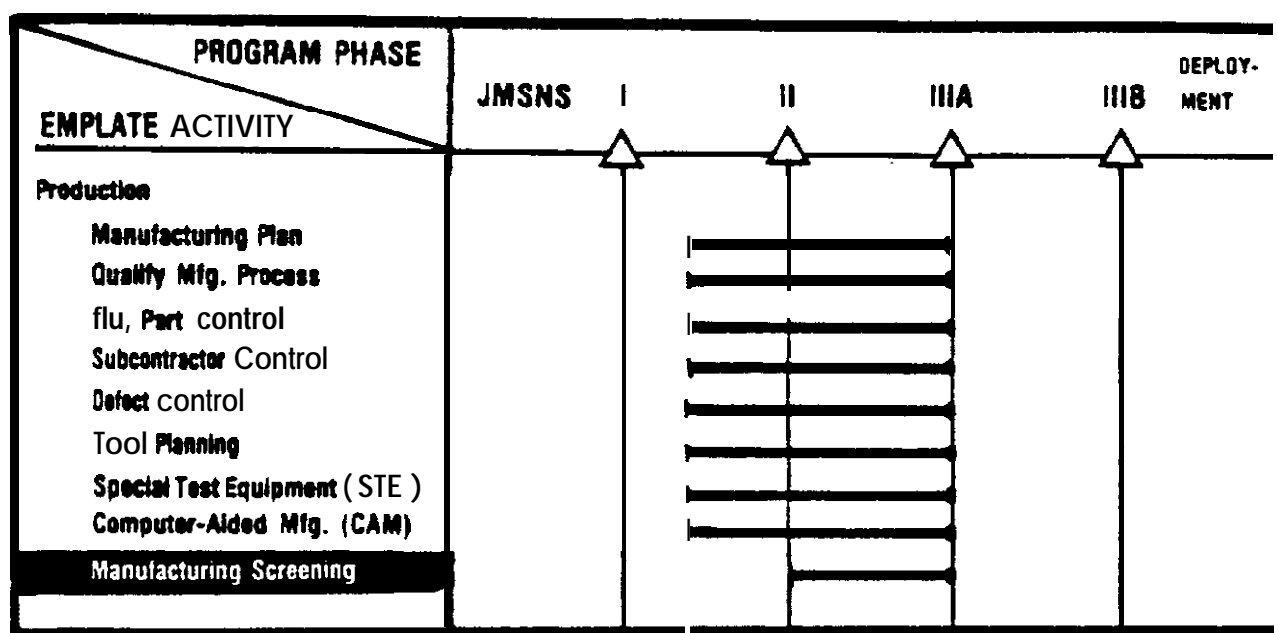 PROGRAM PHASE
EMPLATE ACTIVITY
JMSNS I II IIIA IIIB DEPLOY-
MENT
Production
Manufacturing Plan
Qualify Mfg. Process
flu, Part control
Subcontractor Control
Defect control
Tool Planning
Special Test Equipment ( STE )
Computer-Aided Mfg. (CAM)
Manufacturing Screening